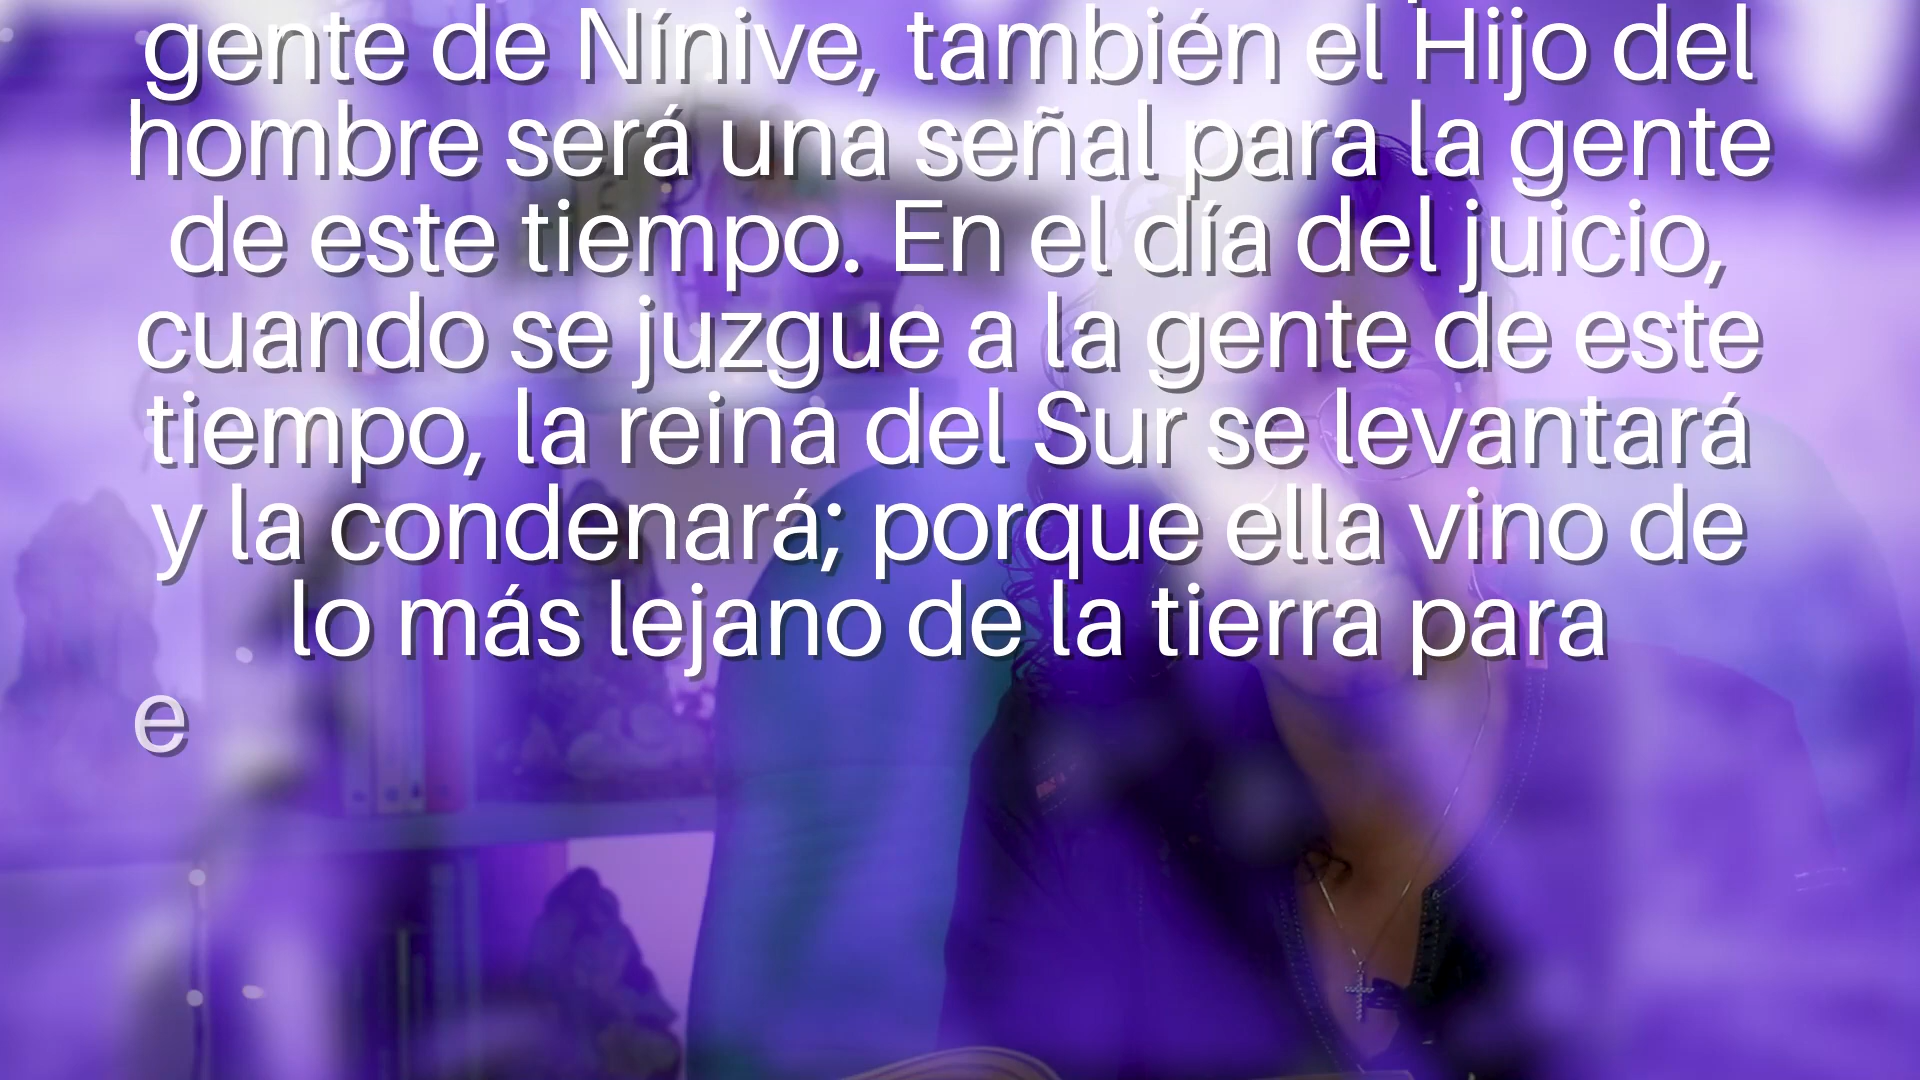 gente de Nínive, también el Hijo del
hombre será una señal para la gente
de este tiempo. En el día del juicio,
cuando se juzgue a la gente de este
tiempo, la reina del Sur se levantará
y la condenará; porque ella vino de
lo más lejano de la tierra para
e